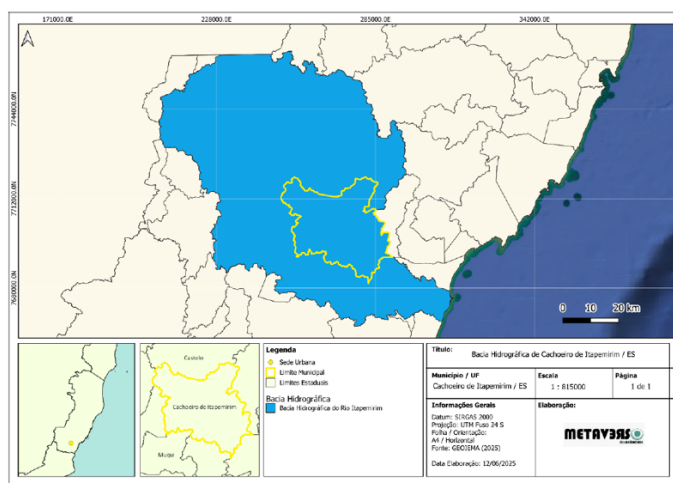 171000.0E 228000.0E 285000.0E 342000.0E
7744000.0N
7712000.0N
7680000.0N
0 10 20 km
Castelo
Cachoeiro de Itapemirim
Muqui
Legenda
Sede Urbana
Limite Municipal
Limites Estaduais
Bacia Hidrográfica
Bacia Hidrográfica do Rio Itapemirim
Título:
Bacia Hidrográfica de Cachoeiro de Itapemirim / ES
Município / UF
Cachoeiro de Itapemirim / ES
Escala
1 : 815000
Página
1 de 1
Informações Gerais
Datum: SIRGAS 2000
Projeção: UTM Fuso 24 S
Folha / Orientação:
A4 / Horizontal
Fonte: GEOIEMA (2025)
Data Elaboração: 12/06/2025
Elaboração:
METAVERSO